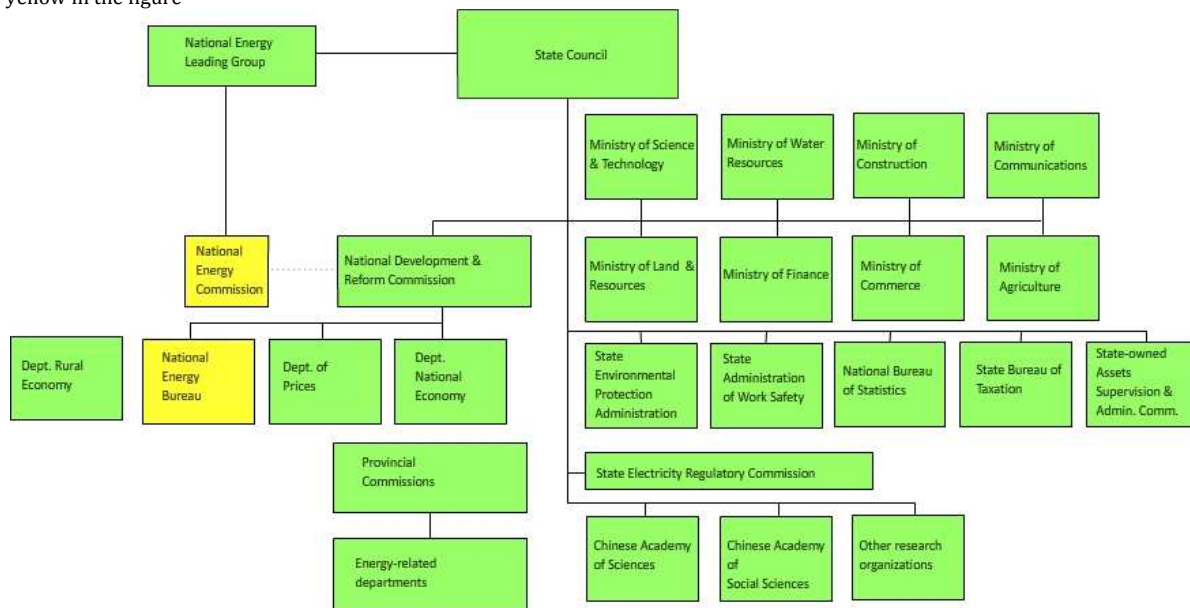 yellow in the figure
National Energy
Leading Group
State Council
Ministry of Science
& Technology
Ministry of Water
Resources
Ministry of
Construction
Ministry of
Communications
National
Energy
Commission
National Development &
Reform Commission
Ministry of Land &
Resources
Ministry of Finance
Ministry of
Commerce
Ministry of
Agriculture
Dept. Rural
Economy
National
Energy
Bureau
Dept. of
Prices
Dept.
National
Economy
State
Environmental
Protection
Administration
State
Administration
of Work Safety
National Bureau
of Statistics
State Bureau of
Taxation
State-owned
Assets
Supervision &
Admin. Comm.
Provincial
Commissions
State Electricity Regulatory Commission
Energy-related
departments
Chinese Academy
of Sciences
Chinese Academy
of
Social Sciences
Other research
organizations